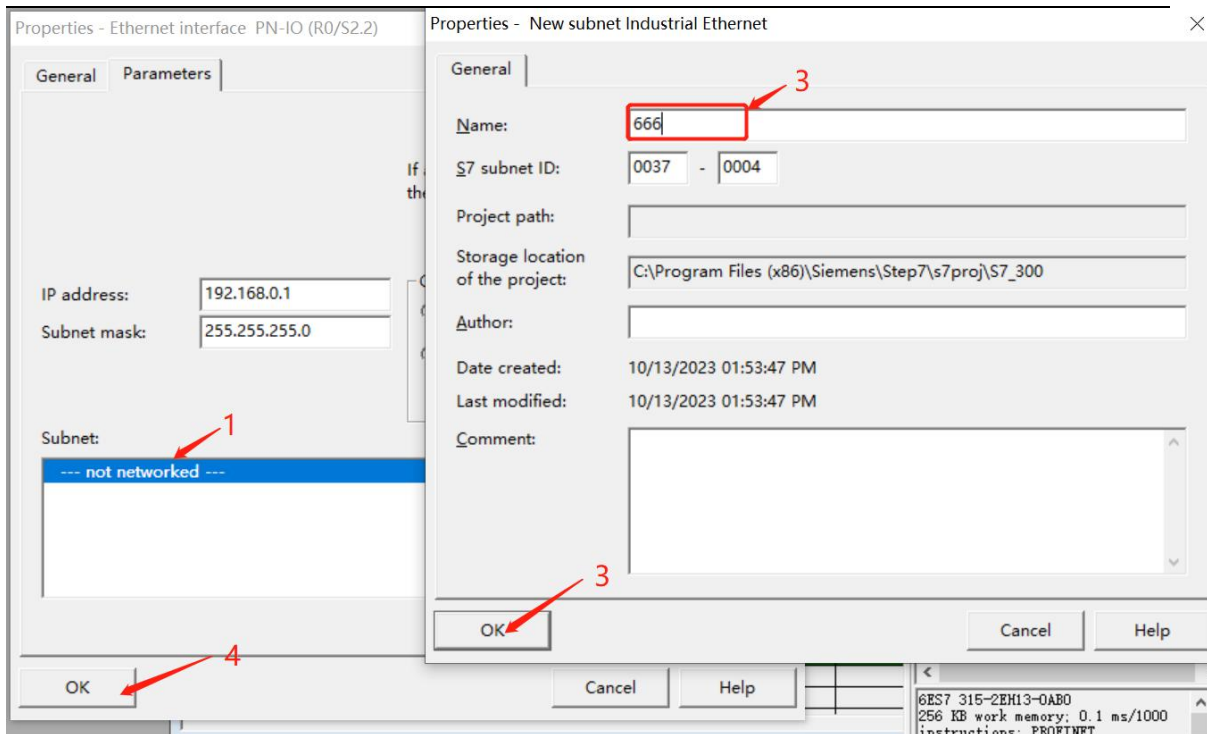 Properties - Ethernet interface PN-IO (R0/S2.2)
General
Parameters
If
the
IP address:
192.168.0.1
Subnet mask:
255.255.255.0
Subnet:
1
--- not networked ---
4
OK
Cancel
Help
Properties - New subnet Industrial Ethernet
General
3
Name:
666
S7 subnet ID:
0037 - 0004
Project path:
Storage location
of the project:
C:\Program Files (x86)\Siemens\Step7\s7proj\S7_300
Author:
Date created:
10/13/2023 01:53:47 PM
Last modified:
10/13/2023 01:53:47 PM
Comment:
3
OK
Cancel
Help
6ES7 315-2EH13-0AB0
256 KB work memory; 0.1 ms/1000
instructions; PROFINET